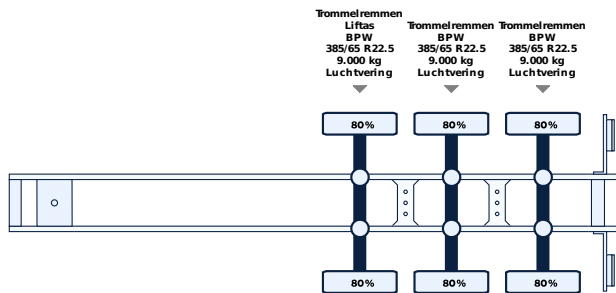 Trommelremmen
Liftas
BPW
385/65 R22.5
9.000 kg
Luchtvering
Trommelremmen
BPW
385/65 R22.5
9.000 kg
Luchtvering
Trommelremmen
BPW
385/65 R22.5
9.000 kg
Luchtvering
80%
80%
80%
80%
80%
80%